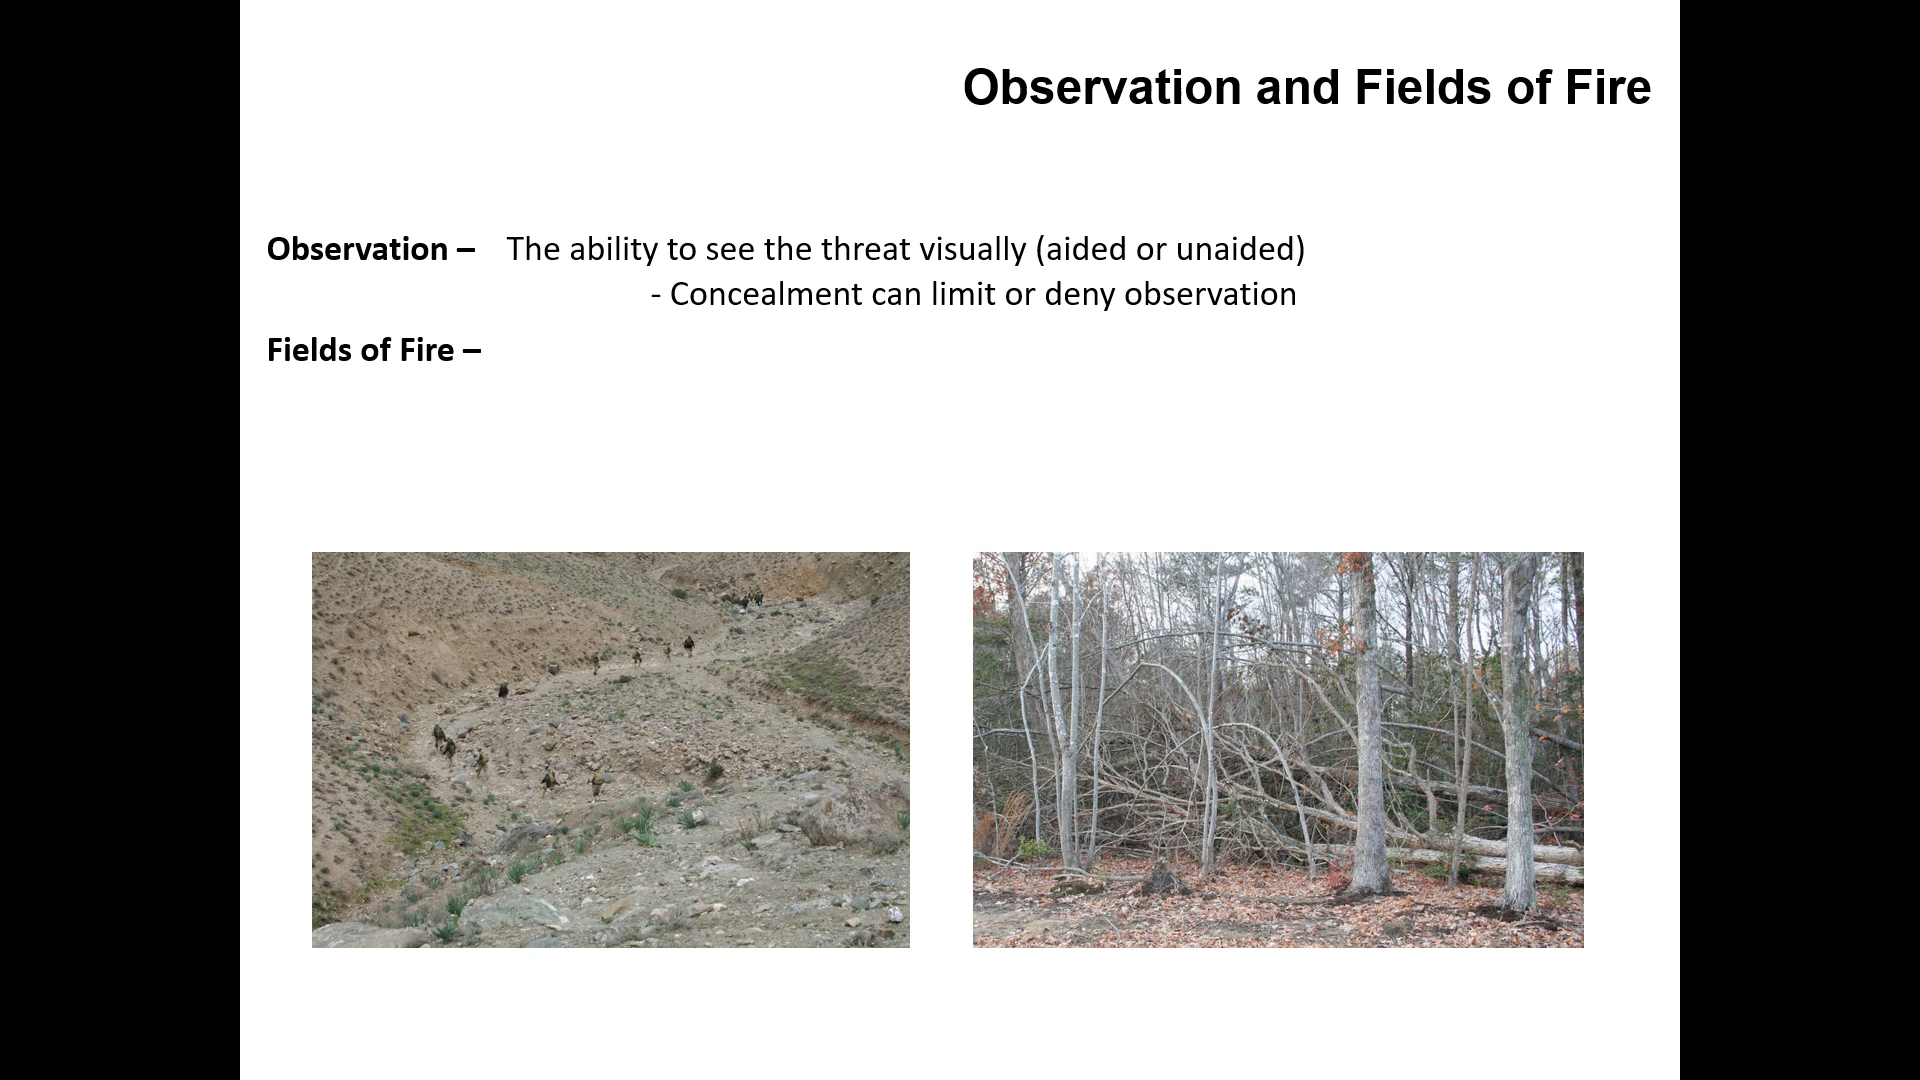 Observation and Fields of Fire
Observation – The ability to see the threat visually (aided or unaided)
- Concealment can limit or deny observation
Fields of Fire –